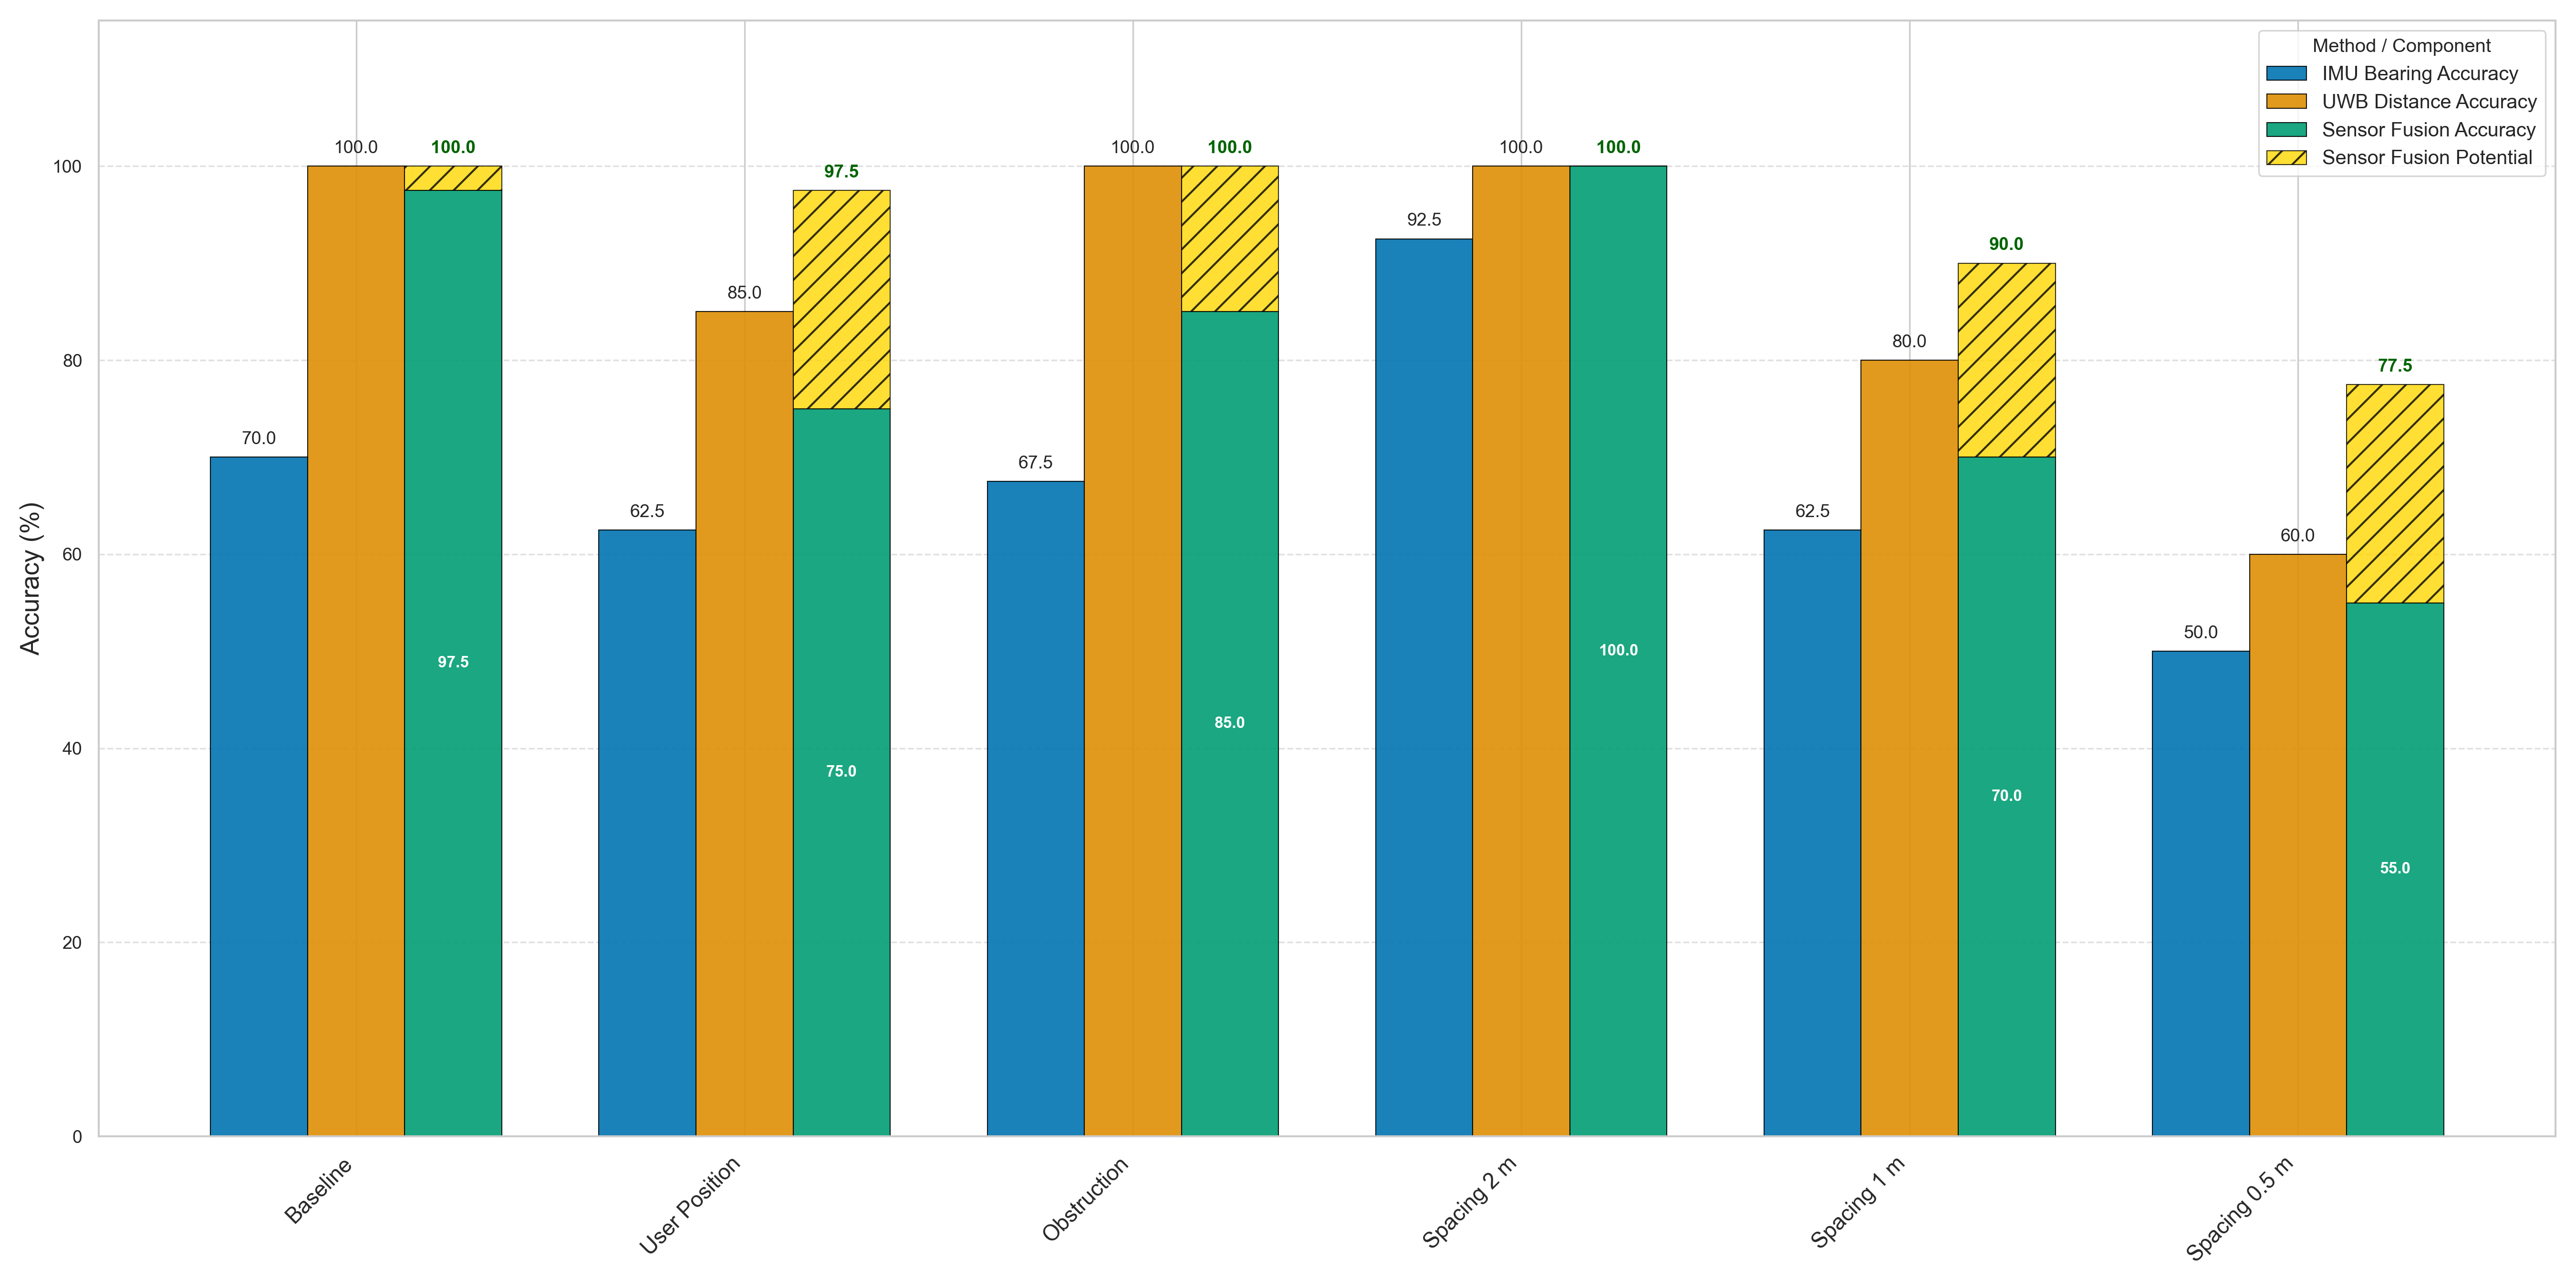 Method / Component
IMU Bearing Accuracy
UWB Distance Accuracy
Sensor Fusion Accuracy
Sensor Fusion Potential
Accuracy (%)
100
80
60
40
20
0
70.0
100.0
100.0
97.5
62.5
85.0
97.5
75.0
67.5
100.0
100.0
85.0
92.5
100.0
100.0
100.0
62.5
80.0
90.0
70.0
50.0
60.0
77.5
55.0
Baseline
User Position
Obstruction
Spacing 2 m
Spacing 1 m
Spacing 0.5 m